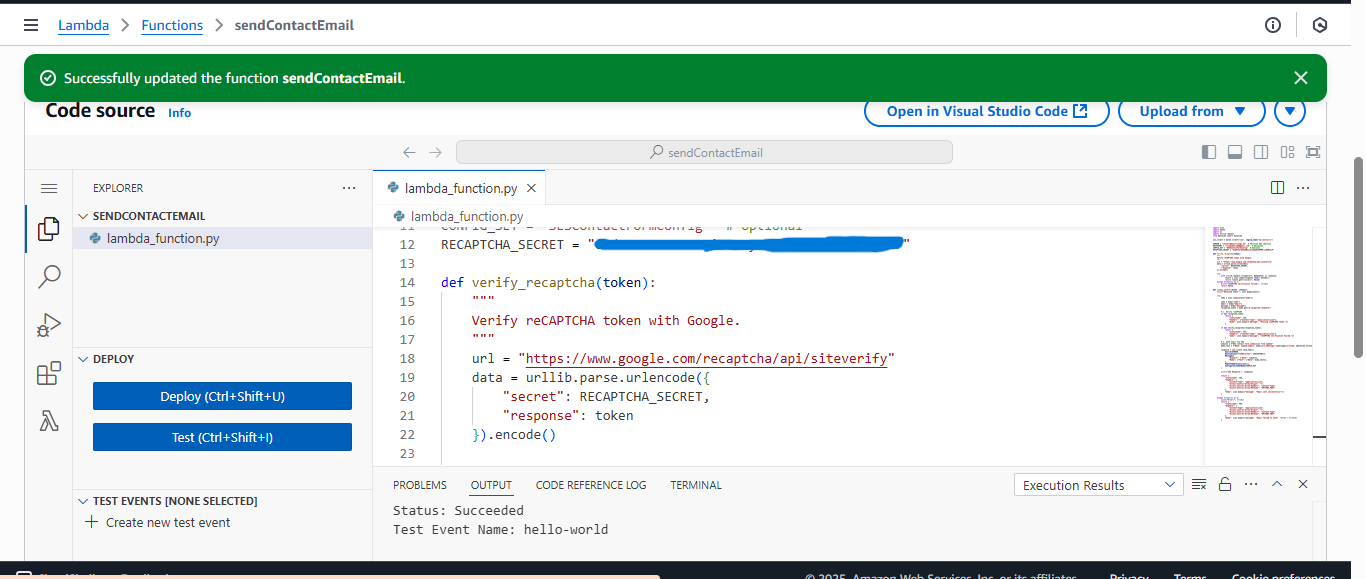 Lambda > Functions > sendContactEmail
Successfully updated the function sendContactEmail.
Code source Info
Open in Visual Studio Code
Upload from
sendContactEmail
EXPLORER
SENDCONTACTEMAIL
lambda_function.py
DEPLOY
Deploy (Ctrl+Shift+U)
Test (Ctrl+Shift+I)
TEST EVENTS [NONE SELECTED]
Create new test event
lambda_function.py
lambda_function.py
11 CONFIG_SET = "SESContactFormConfig" # Optional
12 RECAPTCHA_SECRET = " "
13
14 def verify_recaptcha(token):
15 """
16 Verify reCAPTCHA token with Google.
17 """
18 url = "https://www.google.com/recaptcha/api/siteverify"
19 data = urllib.parse.urlencode({
20 "secret": RECAPTCHA_SECRET,
21 "response": token
22 }).encode()
23
PROBLEMS OUTPUT CODE REFERENCE LOG TERMINAL
Execution Results
Status: Succeeded
Test Event Name: hello-world
© 2025, Amazon Web Services, Inc. or its affiliates.
Privacy Terms Cookie preferences